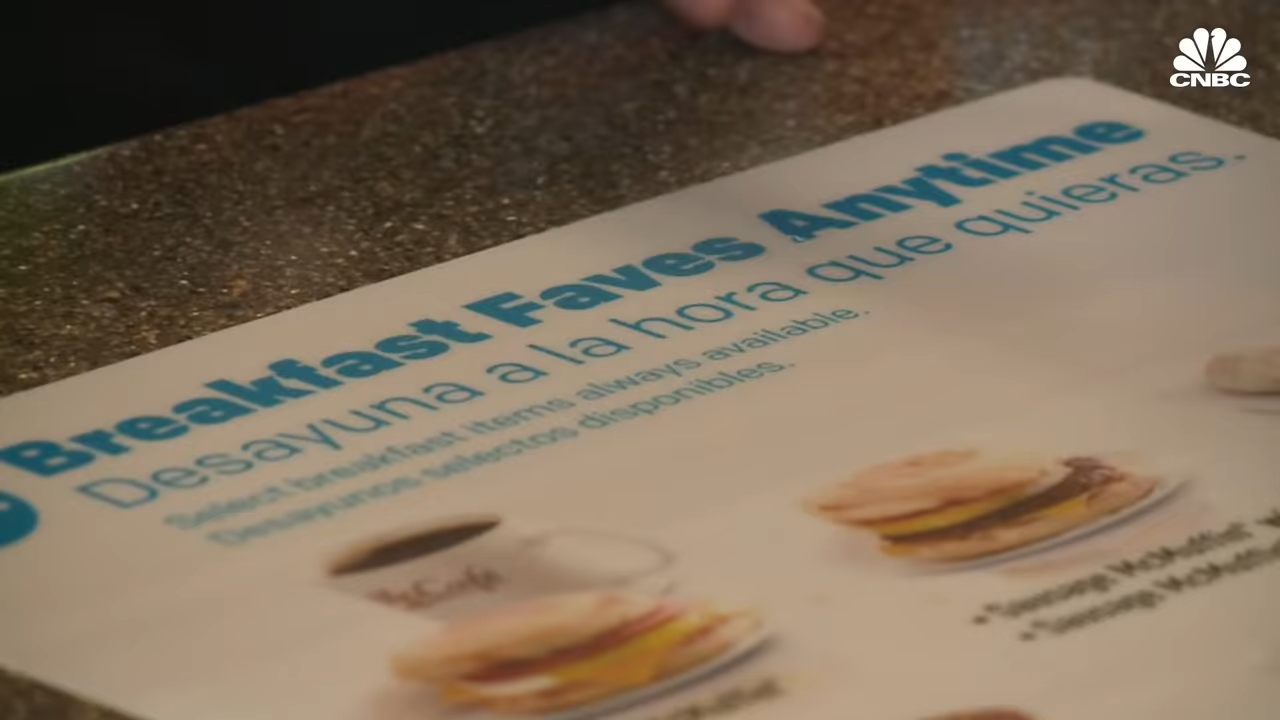 CNBC
Breakfast Faves Anytime
Desayuna a la hora que quieras.
Select breakfast items always available.
Desayunos selectos disponibles.
McCafé
• Sausage McMuffin®
• Sausage McMuffin